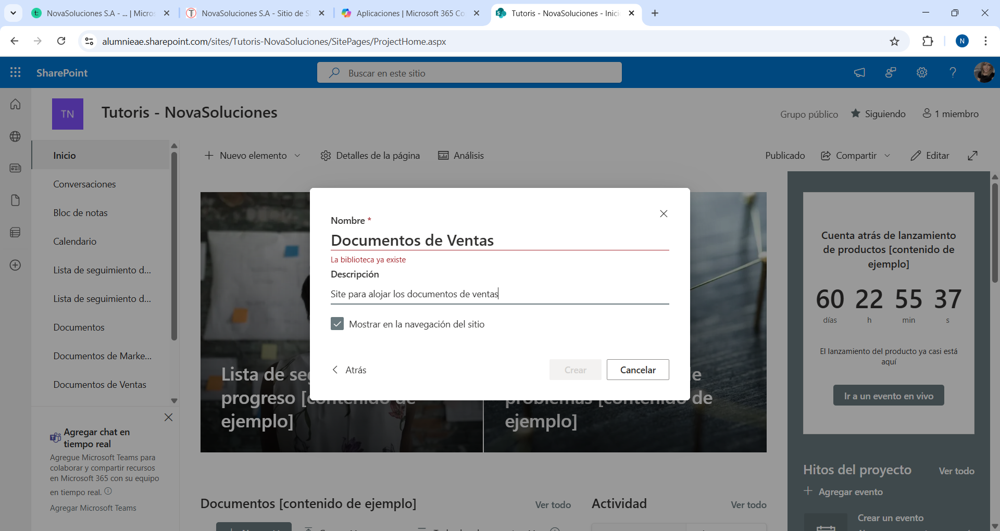 NovaSoluciones S.A - ... | Micros
NovaSoluciones S.A - Sitio de S
Aplicaciones | Microsoft 365 Co
Tutoris - NovaSoluciones - Inici
alumnieae.sharepoint.com/sites/Tutoris-NovaSoluciones/SitePages/ProjectHome.aspx
N
SharePoint
Buscar en este sitio
TN
Tutoris - NovaSoluciones
Grupo público
Siguiendo
1 miembro
Inicio
Conversaciones
Bloc de notas
Calendario
Lista de seguimiento d...
Lista de seguimiento d...
Documentos
Documentos de Marke...
Documentos de Ventas
Nuevo elemento
Detalles de la página
Análisis
Publicado
Compartir
Editar
Nombre *
Documentos de Ventas
La biblioteca ya existe
Descripción
Site para alojar los documentos de ventas
Mostrar en la navegación del sitio
Atrás
Crear
Cancelar
Lista de se
progreso [contenido de
ejemplo]
e
problemas [contenido de
ejemplo]
Cuenta atrás de lanzamiento
de productos [contenido de
ejemplo]
60 22 55 37
días h min s
El lanzamiento del producto ya casi está
aquí
Ir a un evento en vivo
Agregar chat en
tiempo real
Agregue Microsoft Teams para
colaborar y compartir recursos
en Microsoft 365 con su equipo
en tiempo real.
Agregar Microsoft Teams
Documentos [contenido de ejemplo]
Ver todo
Actividad
Ver todo
Hitos del proyecto
Ver todo
Agregar evento
Crear un evento